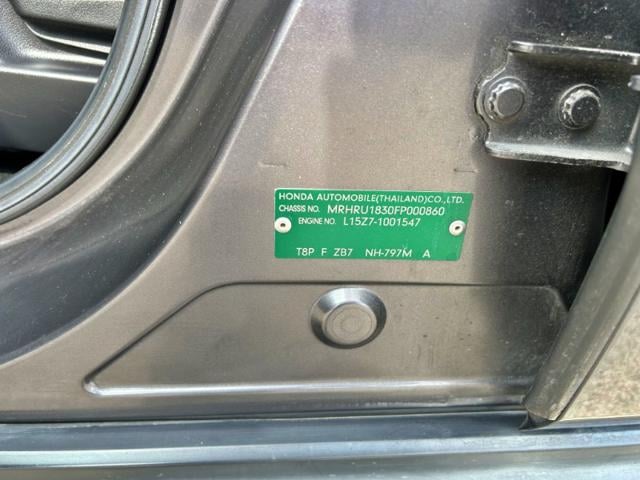 HONDA AUTOMOBILE(THAILAND)CO.,LTD.
CHASSIS NO. MRHRU1830FP000860
ENGINE NO. L15Z7-1001547
T8P F ZB7 NH-797M A